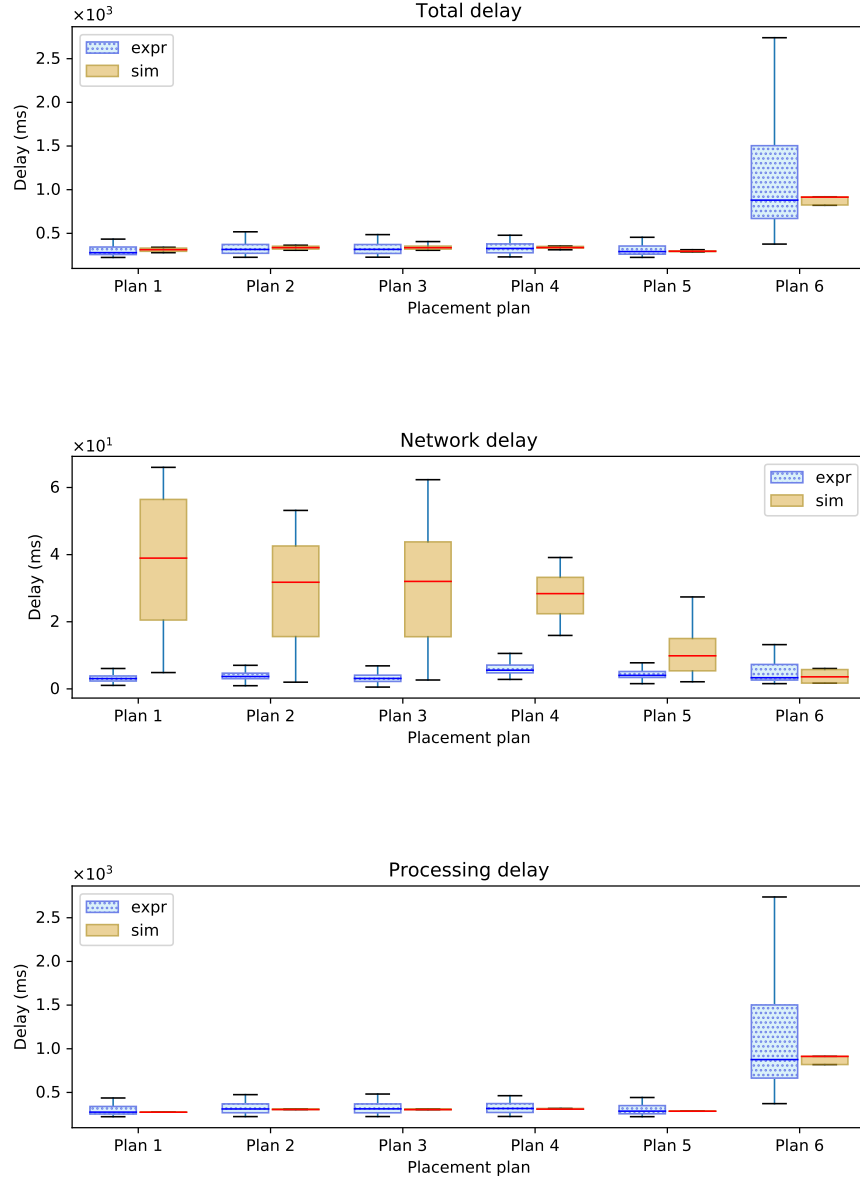 Total delay
×10³
expr
sim
2.5
2.0
1.5
1.0
0.5
Delay (ms)
Plan 1 Plan 2 Plan 3 Plan 4 Plan 5 Plan 6
Placement plan
Network delay
×10¹
expr
sim
6
4
2
0
Delay (ms)
Plan 1 Plan 2 Plan 3 Plan 4 Plan 5 Plan 6
Placement plan
Processing delay
×10³
expr
sim
2.5
2.0
1.5
1.0
0.5
Delay (ms)
Plan 1 Plan 2 Plan 3 Plan 4 Plan 5 Plan 6
Placement plan